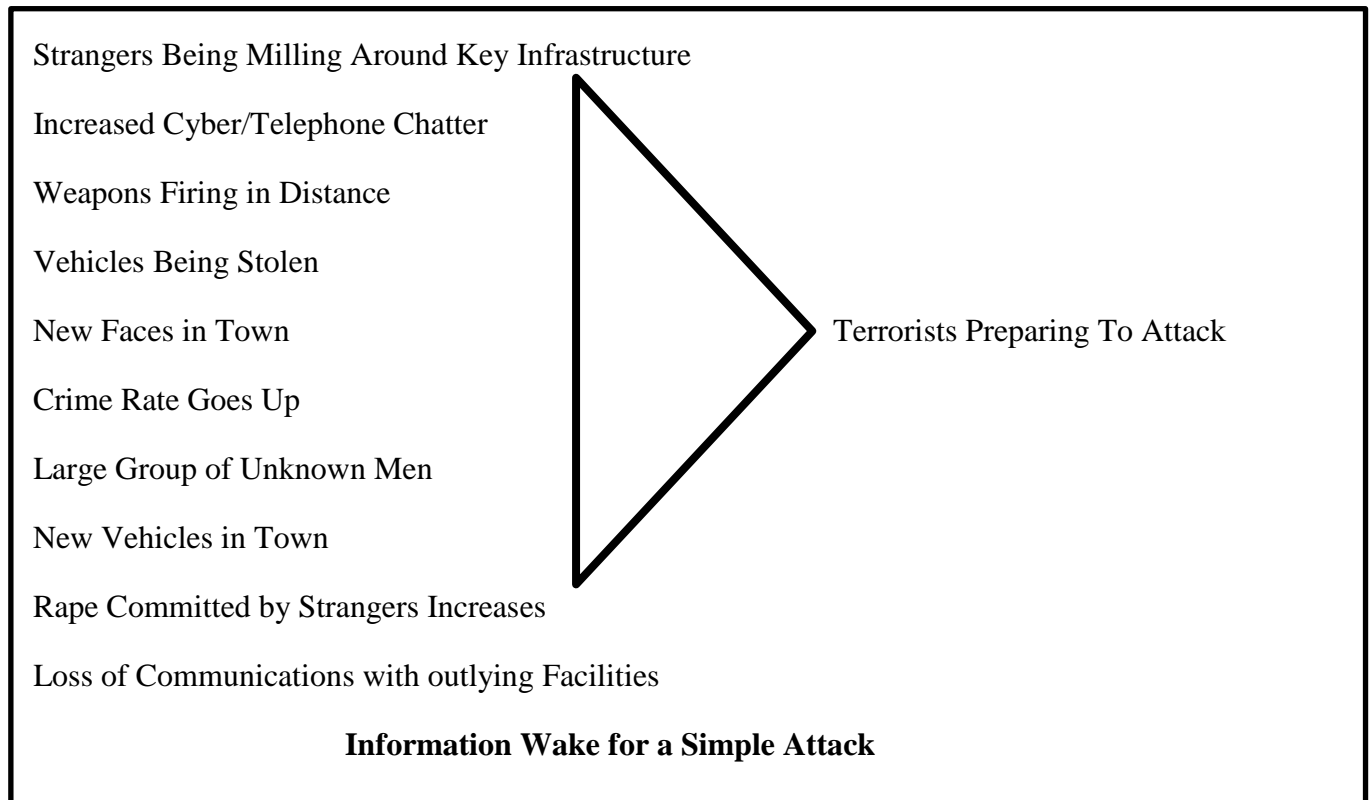 Strangers Being Milling Around Key Infrastructure
Increased Cyber/Telephone Chatter
Weapons Firing in Distance
Vehicles Being Stolen
New Faces in Town
Terrorists Preparing To Attack
Crime Rate Goes Up
Large Group of Unknown Men
New Vehicles in Town
Rape Committed by Strangers Increases
Loss of Communications with outlying Facilities
Information Wake for a Simple Attack